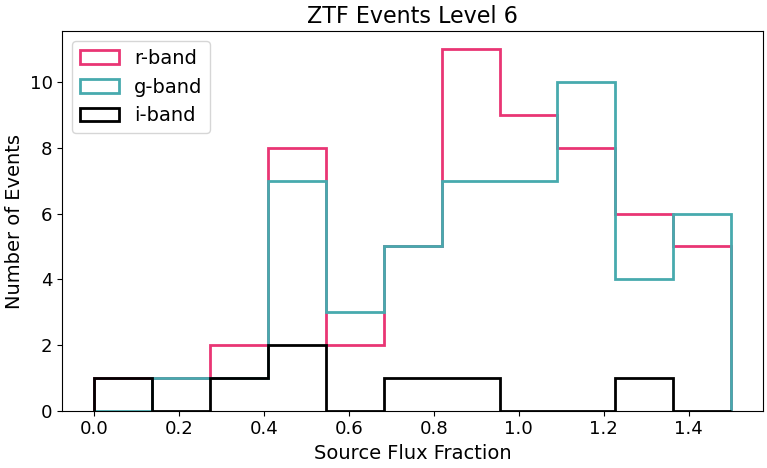 ZTF Events Level 6
r-band
g-band
i-band
Number of Events
10
8
6
4
2
0
0.0 0.2 0.4 0.6 0.8 1.0 1.2 1.4
Source Flux Fraction